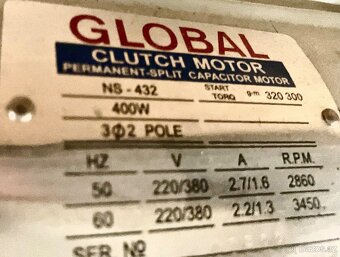 GLOBAL
CLUTCH MOTOR
PERMANENT-SPLIT CAPACITOR MOTOR
NS - 432 START TORQ g-m 320 300
400W
3Φ2 POLE
HZ V A R.P.M.
50 220/380 2.7/1.6 2860
60 220/380 2.2/1.3 3450
SER NO